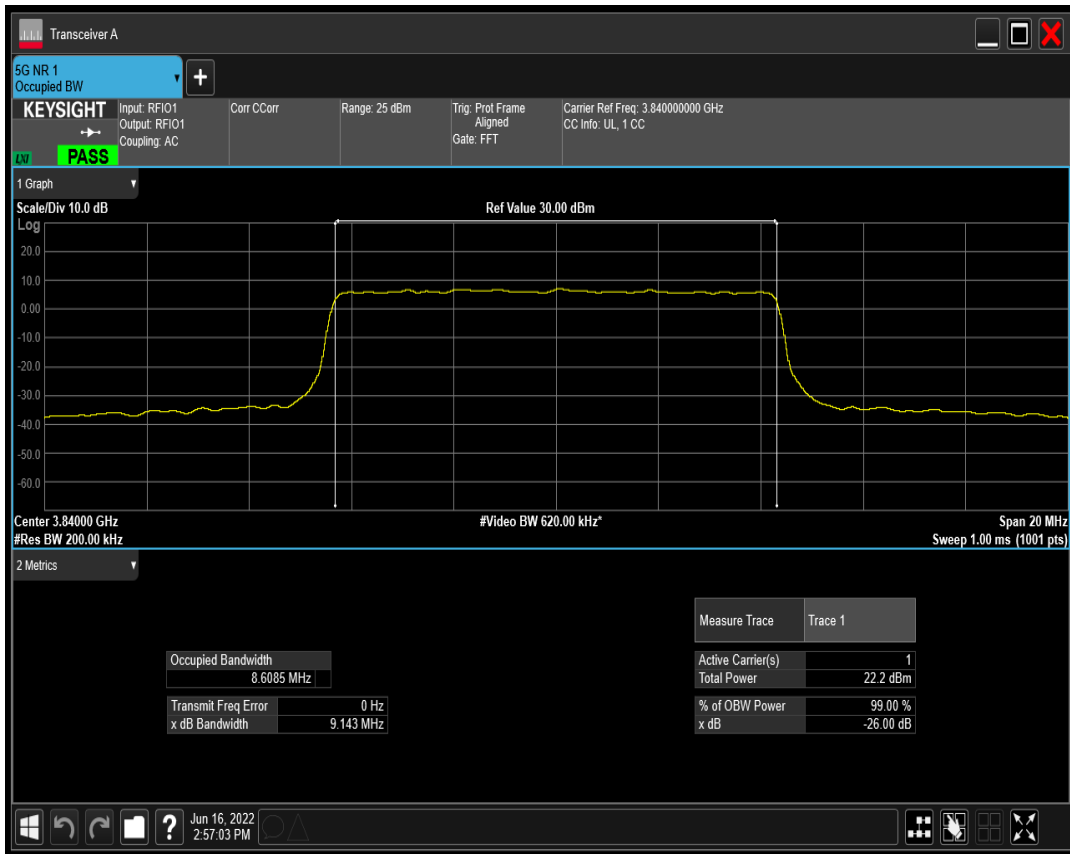 Transceiver A
5G NR 1
Occupied BW
KEYSIGHT
Input: RFIO1
Output: RFIO1
Coupling: AC
Corr CCorr
Range: 25 dBm
Trig: Prot Frame
Aligned
Gate: FFT
Carrier Ref Freq: 3.840000000 GHz
CC Info: UL, 1 CC
LXI
PASS
1 Graph
Scale/Div 10.0 dB
Ref Value 30.00 dBm
Log
20.0
10.0
0.00
-10.0
-20.0
-30.0
-40.0
-50.0
-60.0
Center 3.84000 GHz
#Video BW 620.00 kHz*
Span 20 MHz
#Res BW 200.00 kHz
Sweep 1.00 ms (1001 pts)
2 Metrics
Measure Trace Trace 1
Occupied Bandwidth
8.6085 MHz
Active Carrier(s) 1
Total Power 22.2 dBm
Transmit Freq Error 0 Hz
x dB Bandwidth 9.143 MHz
% of OBW Power 99.00 %
x dB -26.00 dB
Jun 16, 2022
2:57:03 PM